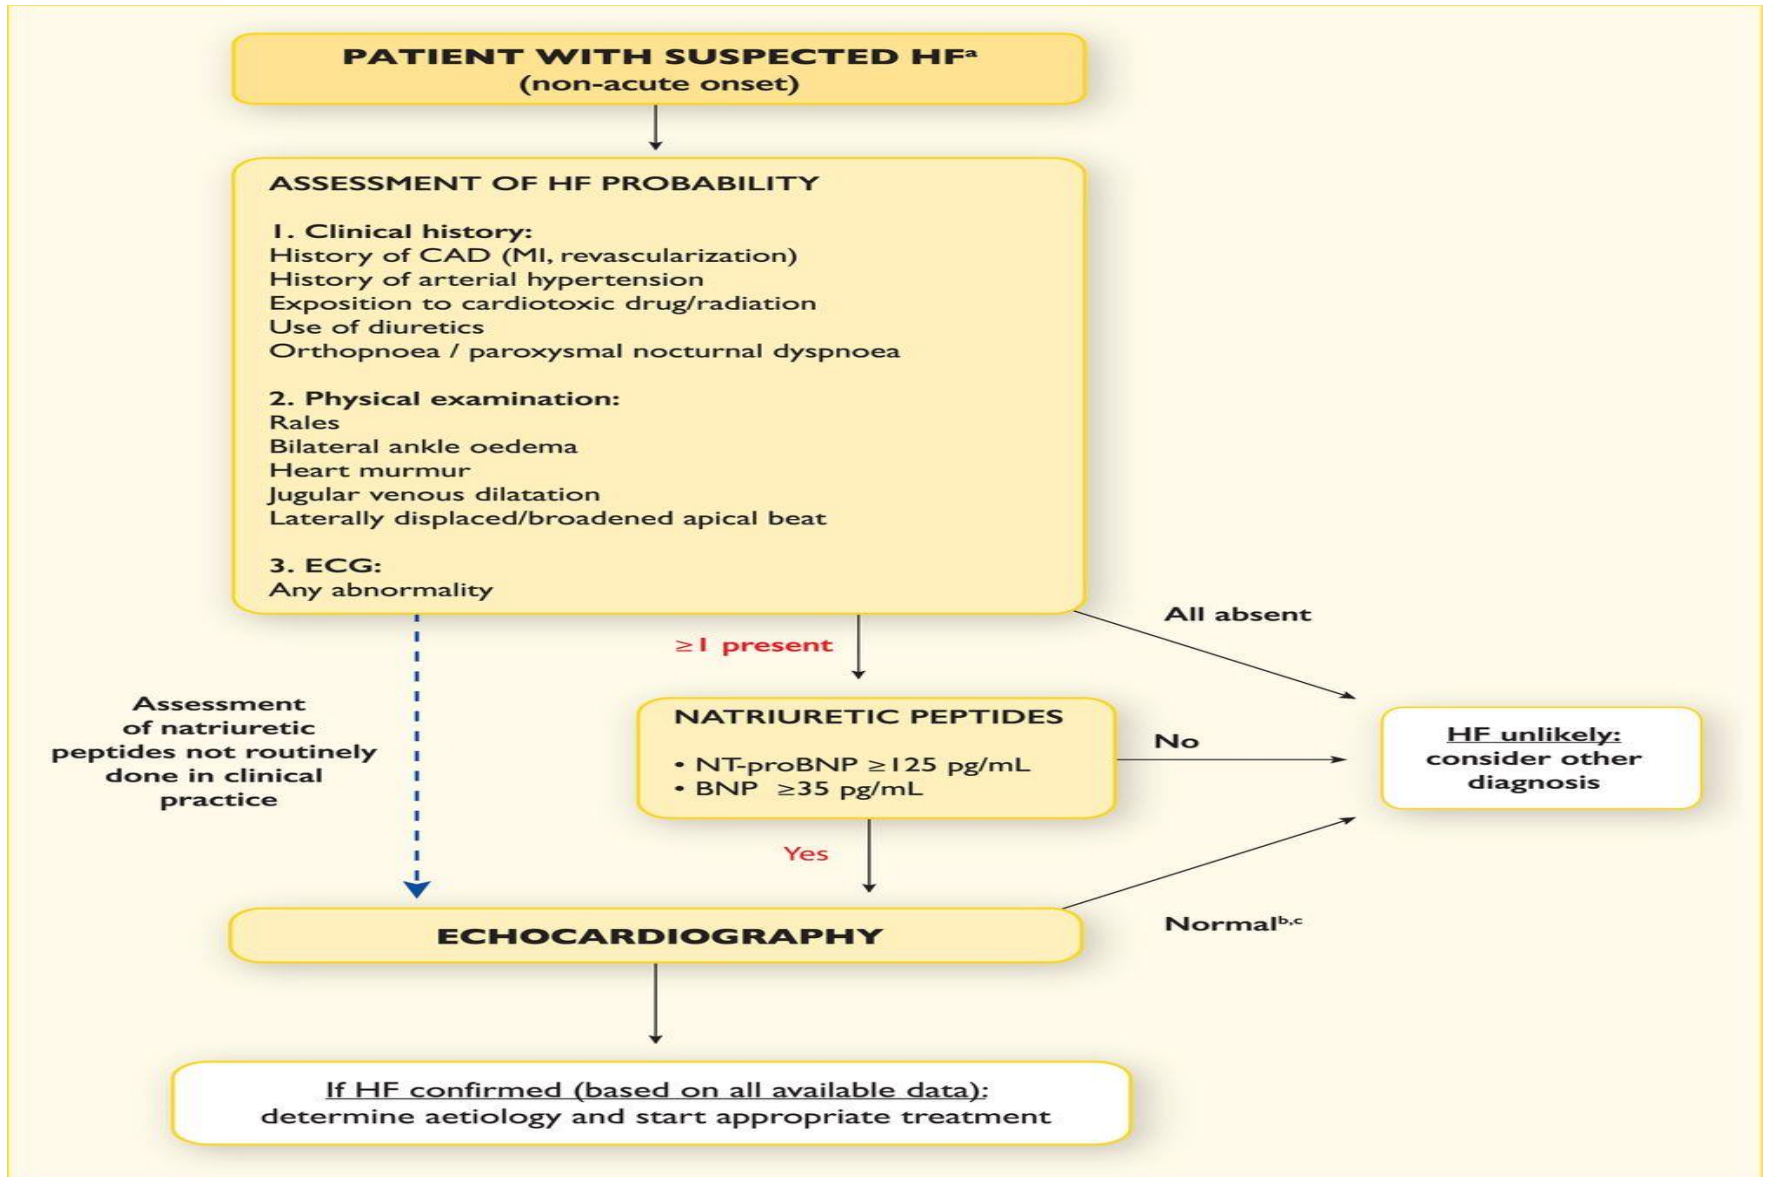 PATIENT WITH SUSPECTED HFᵃ
(non-acute onset)
ASSESSMENT OF HF PROBABILITY
1. Clinical history:
History of CAD (MI, revascularization)
History of arterial hypertension
Exposition to cardiotoxic drug/radiation
Use of diuretics
Orthopnoea / paroxysmal nocturnal dyspnoea
2. Physical examination:
Rales
Bilateral ankle oedema
Heart murmur
Jugular venous dilatation
Laterally displaced/broadened apical beat
3. ECG:
Any abnormality
≥1 present
All absent
Assessment
of natriuretic
peptides not routinely
done in clinical
practice
NATRIURETIC PEPTIDES
• NT-proBNP ≥125 pg/mL
• BNP ≥35 pg/mL
No
HF unlikely:
consider other
diagnosis
Yes
ECHOCARDIOGRAPHY
Normalᵇ,ᶜ
If HF confirmed (based on all available data):
determine aetiology and start appropriate treatment